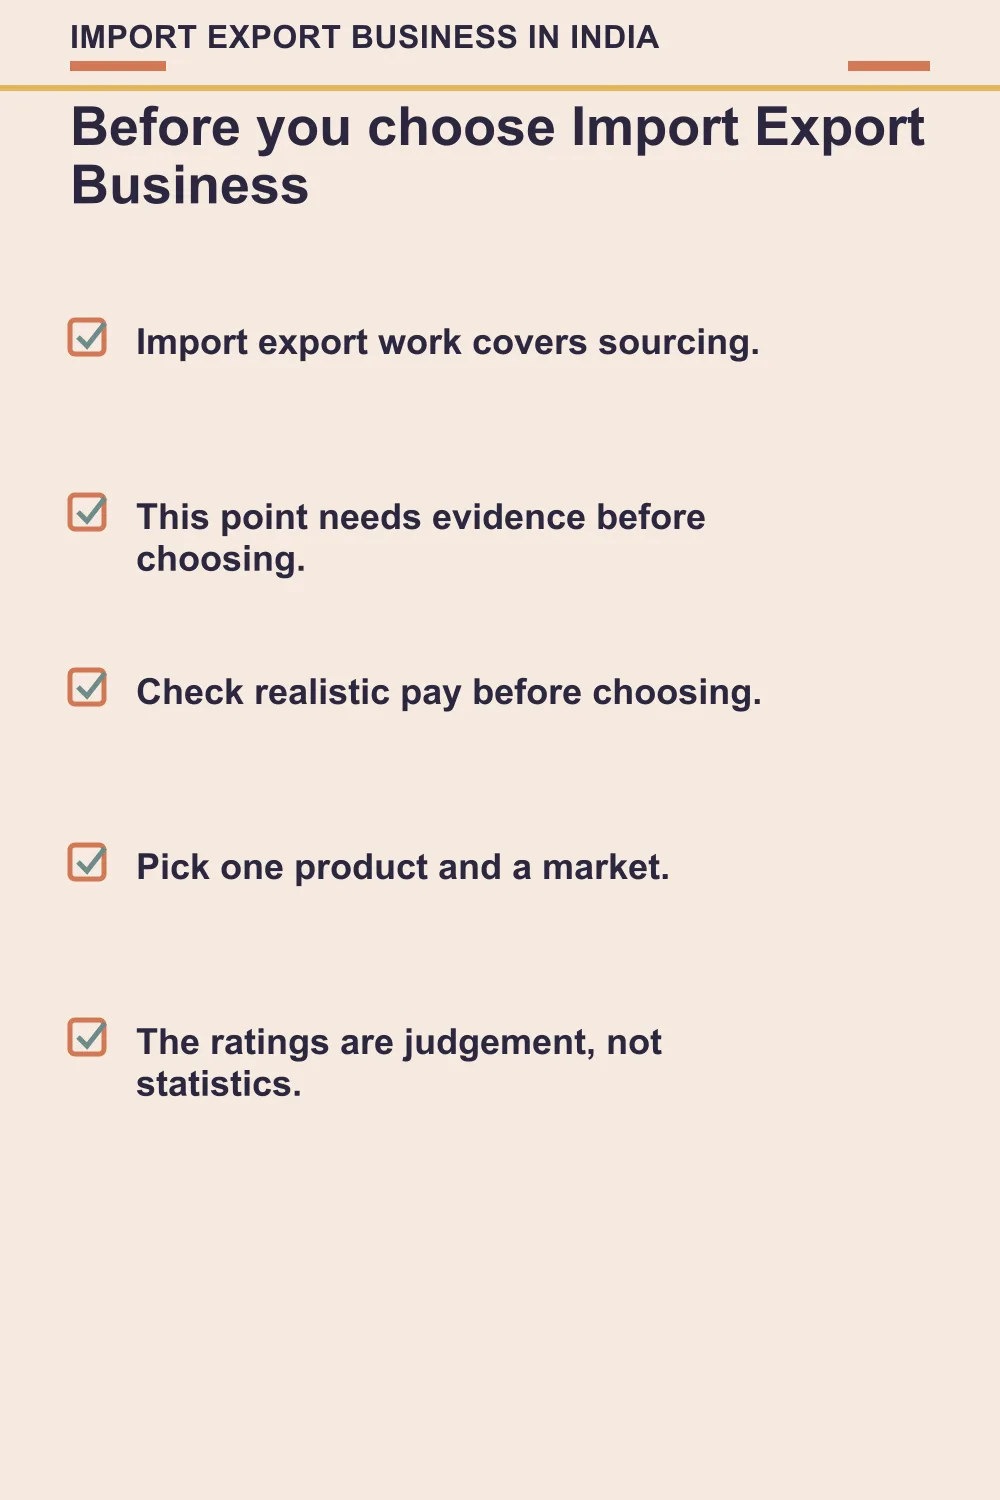 IMPORT EXPORT BUSINESS IN INDIA
Before you choose Import Export
Business
Import export work covers sourcing.
This point needs evidence before
choosing.
Check realistic pay before choosing.
Pick one product and a market.
The ratings are judgement, not
statistics.